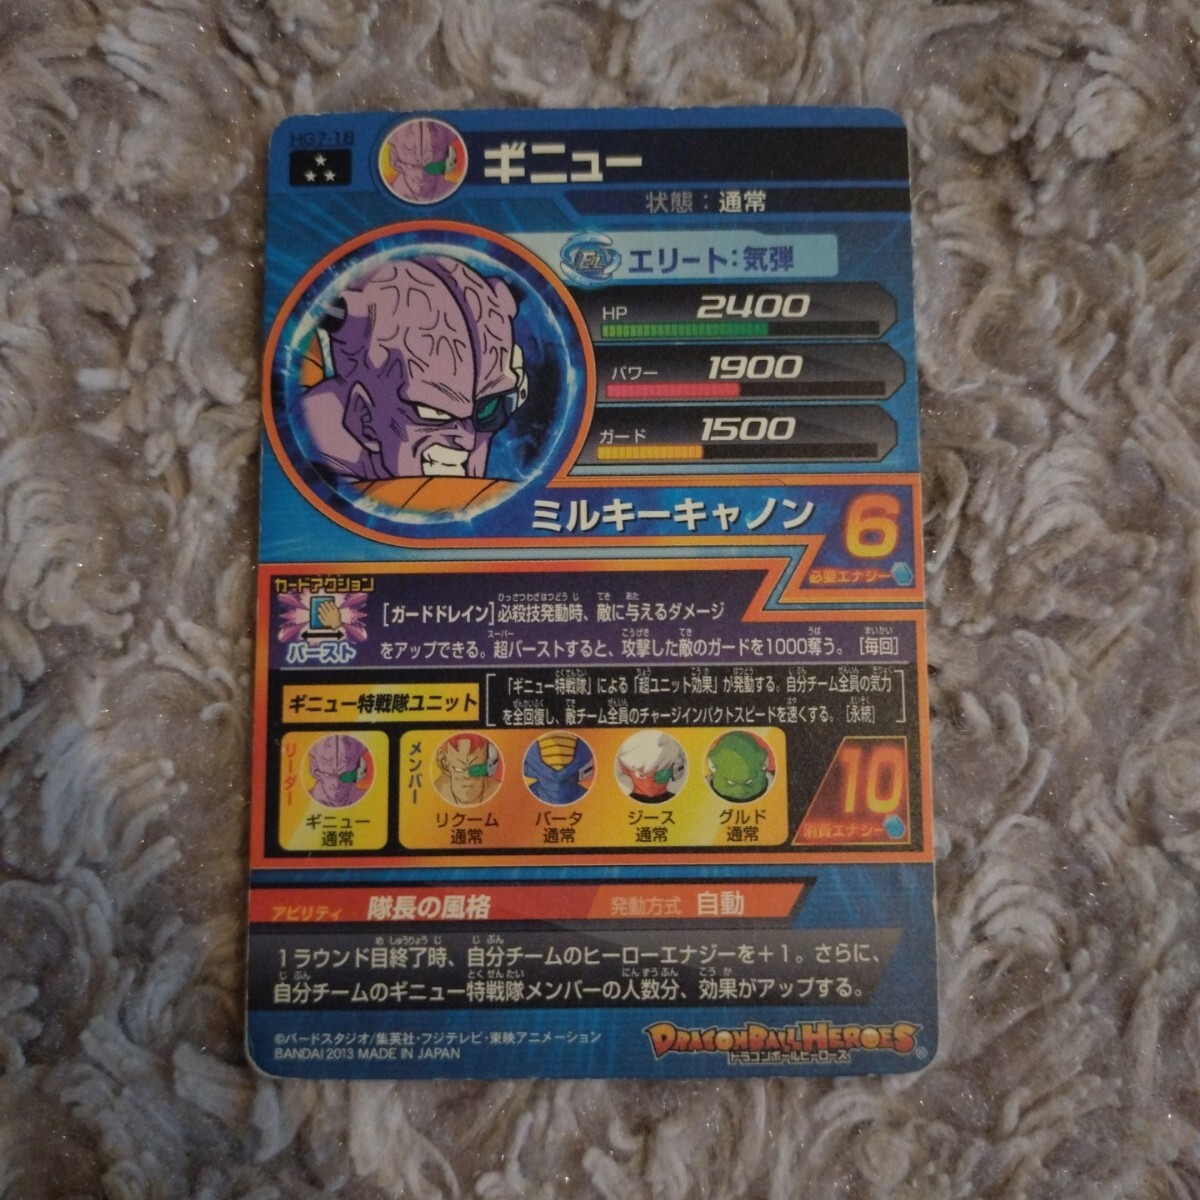 HG7-18
ギニュー
状態：通常
EL エリート：気弾
HP 2400
パワー 1900
ガード 1500
ミルキーキャノン 6
必要エナジー
カードアクション
バースト
[ガードドレイン]必殺技発動時、敵に与えるダメージ
をアップできる。超バーストすると、攻撃した敵のガードを1000奪う。［毎回］
ギニュー特戦隊ユニット
「ギニュー特戦隊」による「超ユニット効果」が発動する。自分チーム全員の気力
を全回復し、敵チーム全員のチャージインパクトスピードを速くする。［永続］
リーダー
ギニュー
通常
メンバー
リクーム
通常
バータ
通常
ジース
通常
グルド
通常
10
消費エナジー
アビリティ 隊長の風格 発動方式 自動
1ラウンド目終了時、自分チームのヒーローエナジーを＋1。さらに、
自分チームのギニュー特戦隊メンバーの人数分、効果がアップする。
©バードスタジオ/集英社・フジテレビ・東映アニメーション
BANDAI 2013 MADE IN JAPAN
DRAGONBALL HEROES
ドラゴンボールヒーローズ